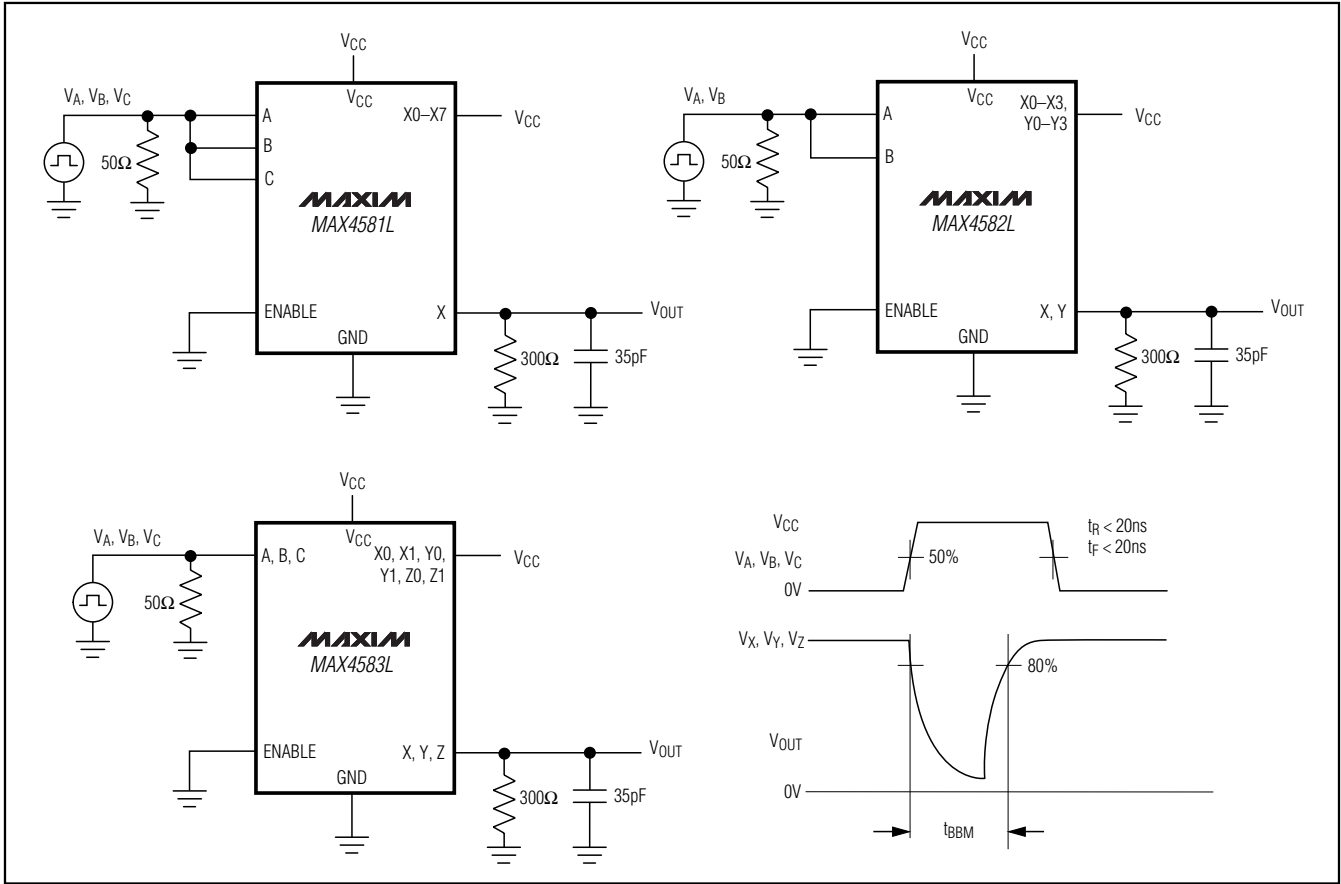 VCC
VA, VB, VC
VCC
A
X0–X7
VCC
B
50Ω
C
MAXIM
MAX4581L
ENABLE
X
VOUT
GND
300Ω
35pF
VCC
VA, VB
VCC
X0–X3,
Y0–Y3
A
VCC
B
50Ω
MAXIM
MAX4582L
ENABLE
X, Y
VOUT
GND
300Ω
35pF
VCC
VA, VB, VC
VCC
A, B, C
X0, X1, Y0,
Y1, Z0, Z1
VCC
50Ω
MAXIM
MAX4583L
ENABLE
X, Y, Z
VOUT
GND
300Ω
35pF
VCC
tR < 20ns
tF < 20ns
VA, VB, VC
50%
0V
VX, VY, VZ
80%
VOUT
0V
tBBM